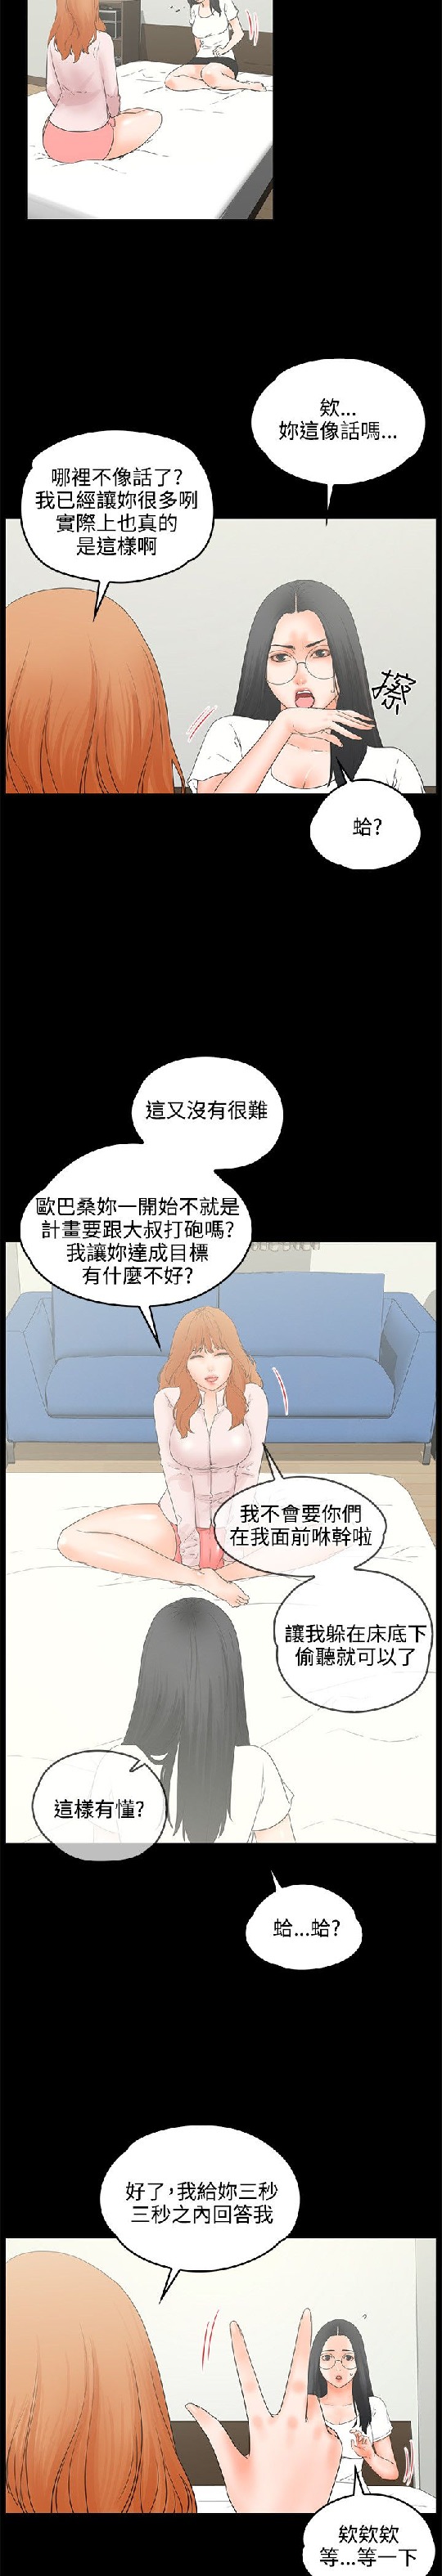 欸...
妳這像話嗎...
哪裡不像話了?
我已經讓妳很多咧
實際上也真的
是這樣啊
擦
蛤?
這又沒有很難
歐巴桑妳一開始不就是
計畫要跟大叔打砲嗎?
我讓妳達成目標
有什麼不好?
我不會要你們
在我面前咻幹啦
讓我躲在床底下
偷聽就可以了
這樣有懂?
蛤...蛤?
好了,我給妳三秒
三秒之內回答我
欸欸欸
等...等一下